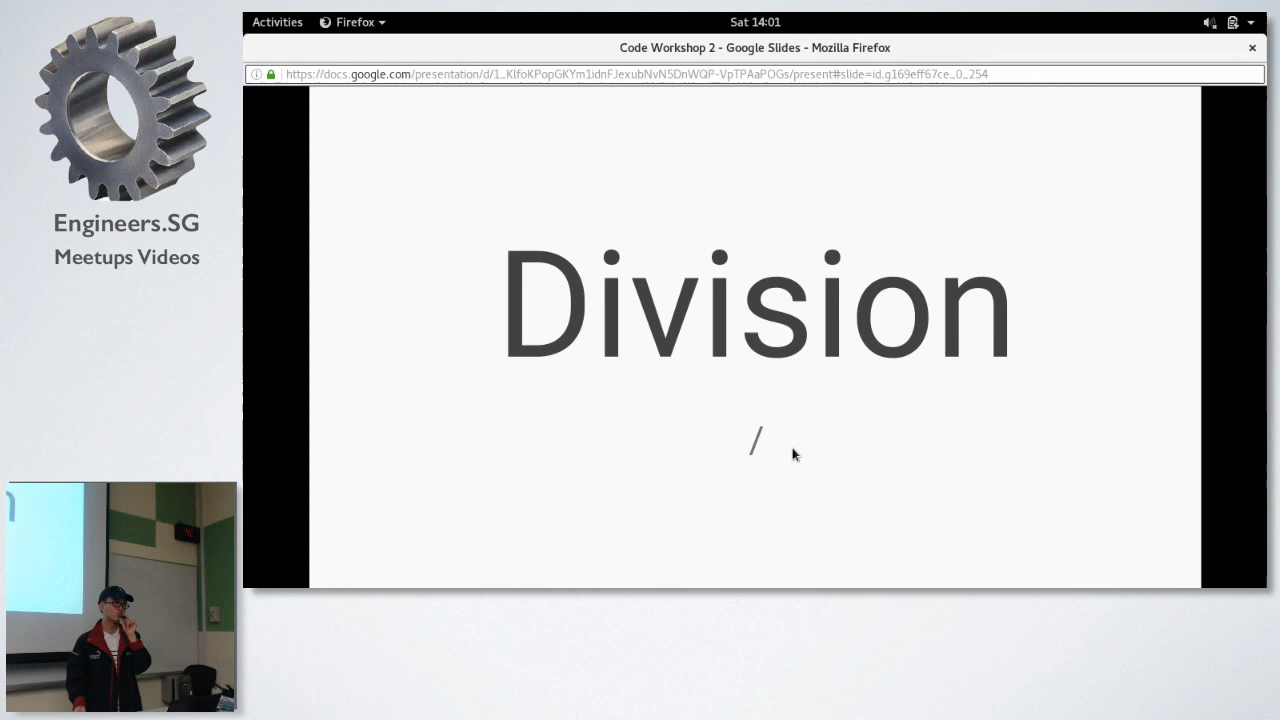 Activities
Firefox
Sat 14:01
Code Workshop 2 - Google Slides - Mozilla Firefox
https://docs.google.com/presentation/d/1_KlfoKPopGKYm1idnFJexubNvN5DnWQP-VpTPAaPOGs/present#slide=id.g169eff67ce_0_254
Engineers.SG
Meetups Videos
Division
/
n